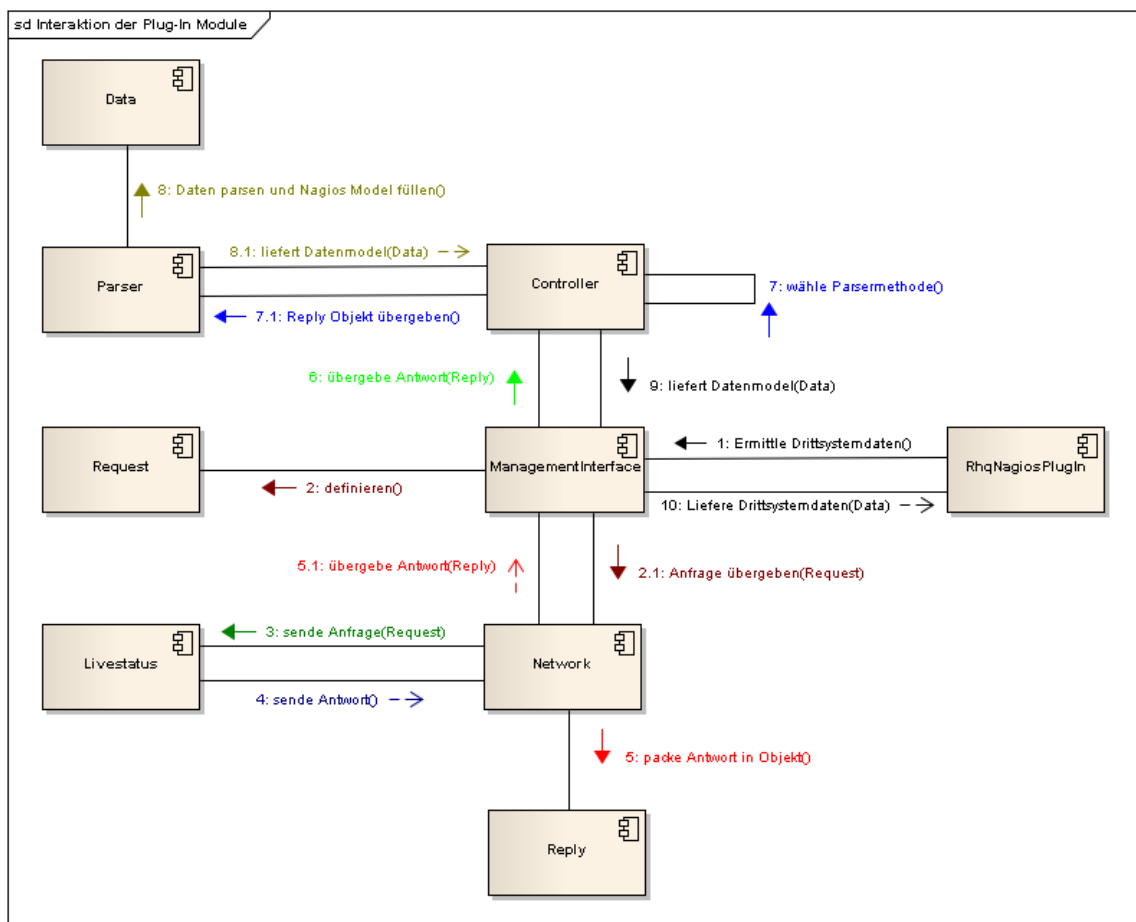 sd Interaktion der Plug-In Module
Data
8: Daten parsen und Nagios Model füllen()
8.1: liefert Datenmodel(Data)
Parser
Controller
7: wähle Parsermethode()
7.1: Reply Objekt übergeben()
6: übergebe Antwort(Reply)
9: liefert Datenmodel(Data)
1: Ermittle Drittsystemdaten()
Request
ManagementInterface
RhqNagiosPlugIn
2: definieren()
10: Liefere Drittsystemdaten(Data)
5.1: übergebe Antwort(Reply)
2.1: Anfrage übergeben(Request)
3: sende Anfrage(Request)
Livestatus
Network
4: sende Antwort()
5: packe Antwort in Objekt()
Reply